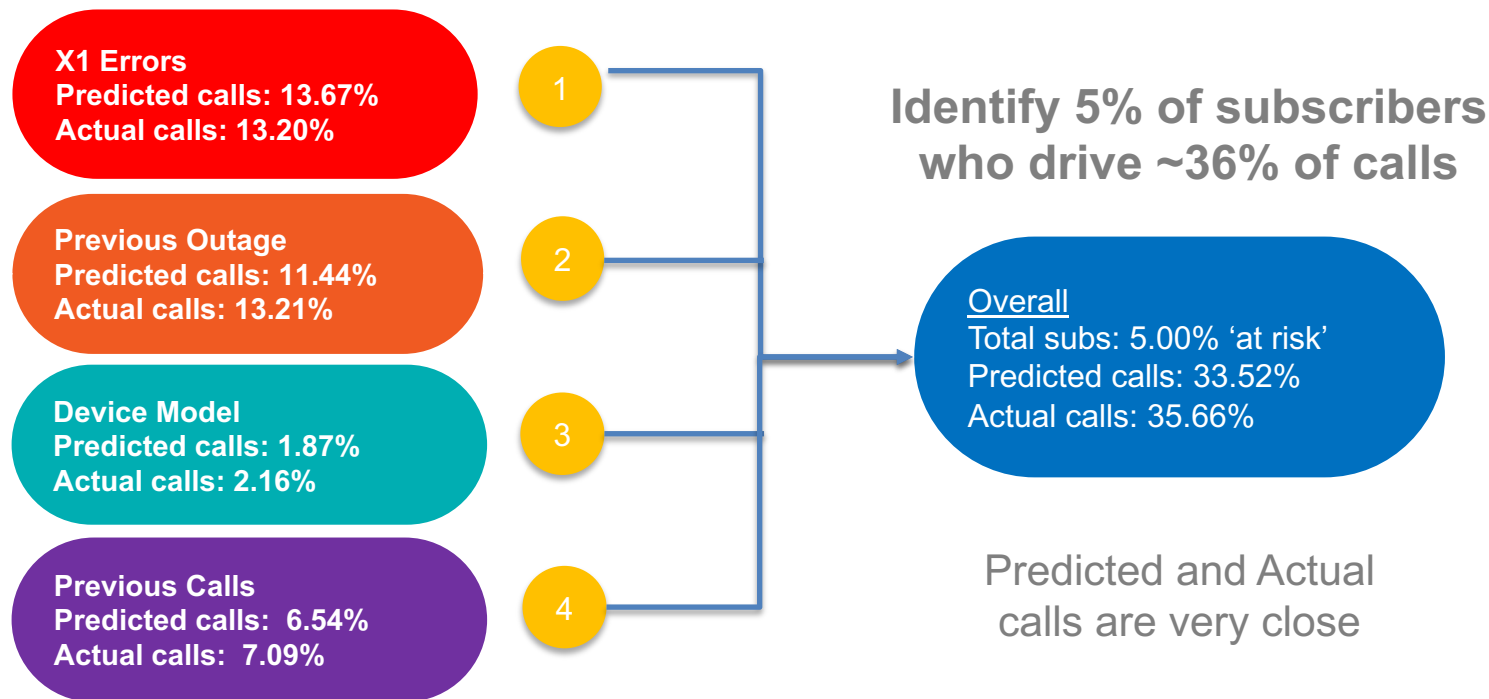 X1 Errors
Predicted calls: 13.67%
Actual calls: 13.20%
1
Previous Outage
Predicted calls: 11.44%
Actual calls: 13.21%
2
Device Model
Predicted calls: 1.87%
Actual calls: 2.16%
3
Previous Calls
Predicted calls: 6.54%
Actual calls: 7.09%
4
Identify 5% of subscribers
who drive ~36% of calls
Overall
Total subs: 5.00% ‘at risk’
Predicted calls: 33.52%
Actual calls: 35.66%
Predicted and Actual
calls are very close